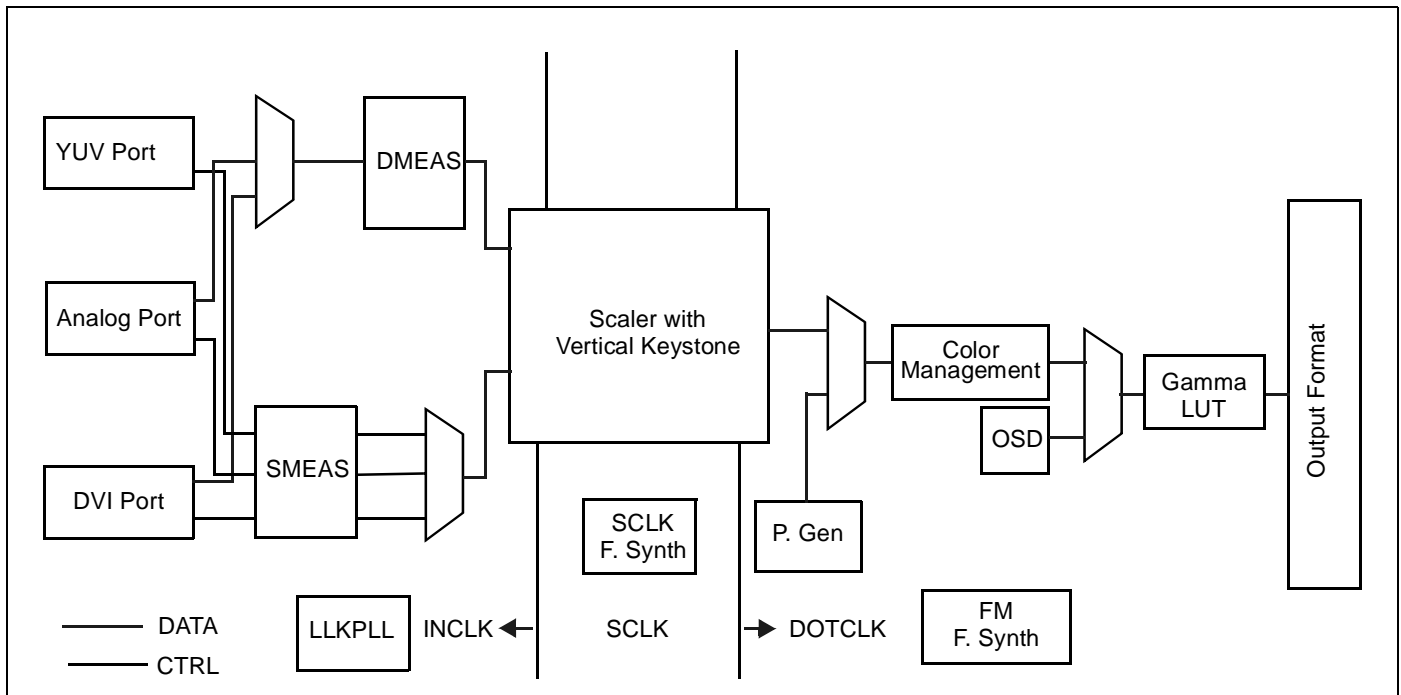 YUV Port
DMEAS
Analog Port
Scaler with
Vertical Keystone
Color
Management
Gamma
LUT
Output Format
OSD
SMEAS
DVI Port
SCLK
F. Synth
P. Gen
DATA
CTRL
LLKPLL
INCLK
SCLK
DOTCLK
FM
F. Synth